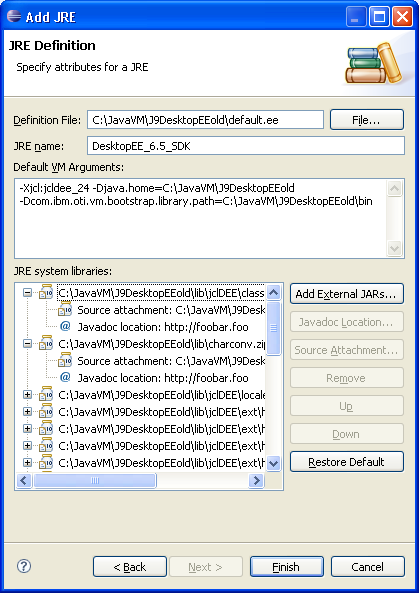 Add JRE
JRE Definition
Specify attributes for a JRE
Definition File: C:\JavaVM\J9DesktopEEold\default.ee File...
JRE name: DesktopEE_6.5_SDK
Default VM Arguments:
-Xjcl:jcldee_24 -Djava.home=C:\JavaVM\J9DesktopEEold
-Dcom.ibm.oti.vm.bootstrap.library.path=C:\JavaVM\J9DesktopEEold\bin
JRE system libraries:
C:\JavaVM\J9DesktopEEold\lib\jclDEE\class
Source attachment: C:\JavaVM\J9Deskt
Javadoc location: http://foobar.foo
C:\JavaVM\J9DesktopEEold\lib\charconv.zip
Source attachment: C:\JavaVM\J9Deskt
Javadoc location: http://foobar.foo
C:\JavaVM\J9DesktopEEold\lib\jclDEE\locale
C:\JavaVM\J9DesktopEEold\lib\jclDEE\ext\
C:\JavaVM\J9DesktopEEold\lib\jclDEE\ext\
C:\JavaVM\J9DesktopEEold\lib\jclDEE\ext\
C:\JavaVM\J9DesktopEEold\lib\jclDEE\ext\
Add External JARs...
Javadoc Location...
Source Attachment...
Remove
Up
Down
Restore Default
? < Back Next > Finish Cancel